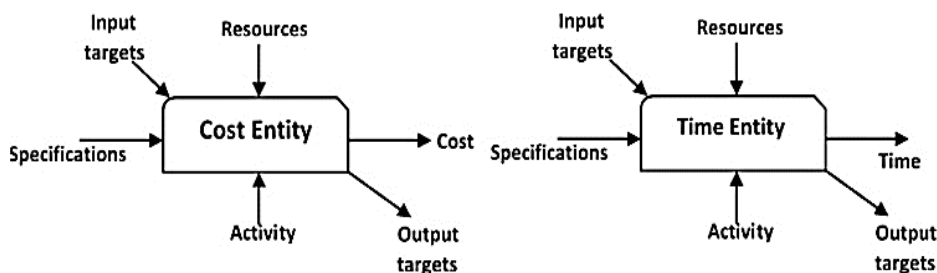 Input
targets
Resources
Cost Entity
Specifications
Cost
Activity
Output
targets
Input
targets
Resources
Time Entity
Specifications
Time
Activity
Output
targets